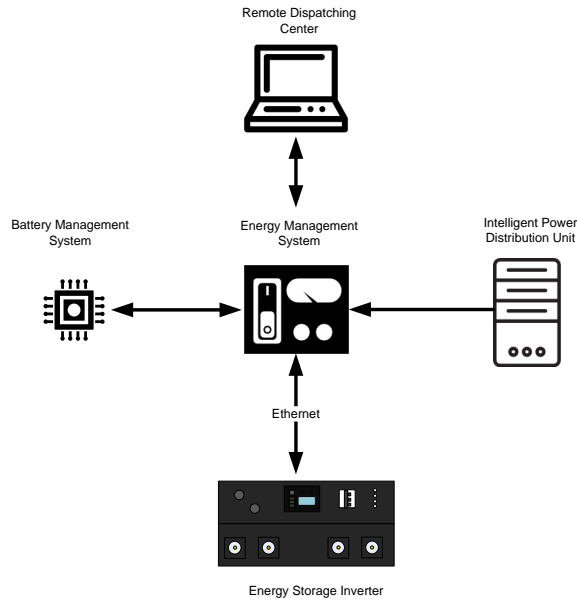 Remote Dispatching
Center
Battery Management
System
Energy Management
System
Intelligent Power
Distribution Unit
Ethernet
Energy Storage Inverter